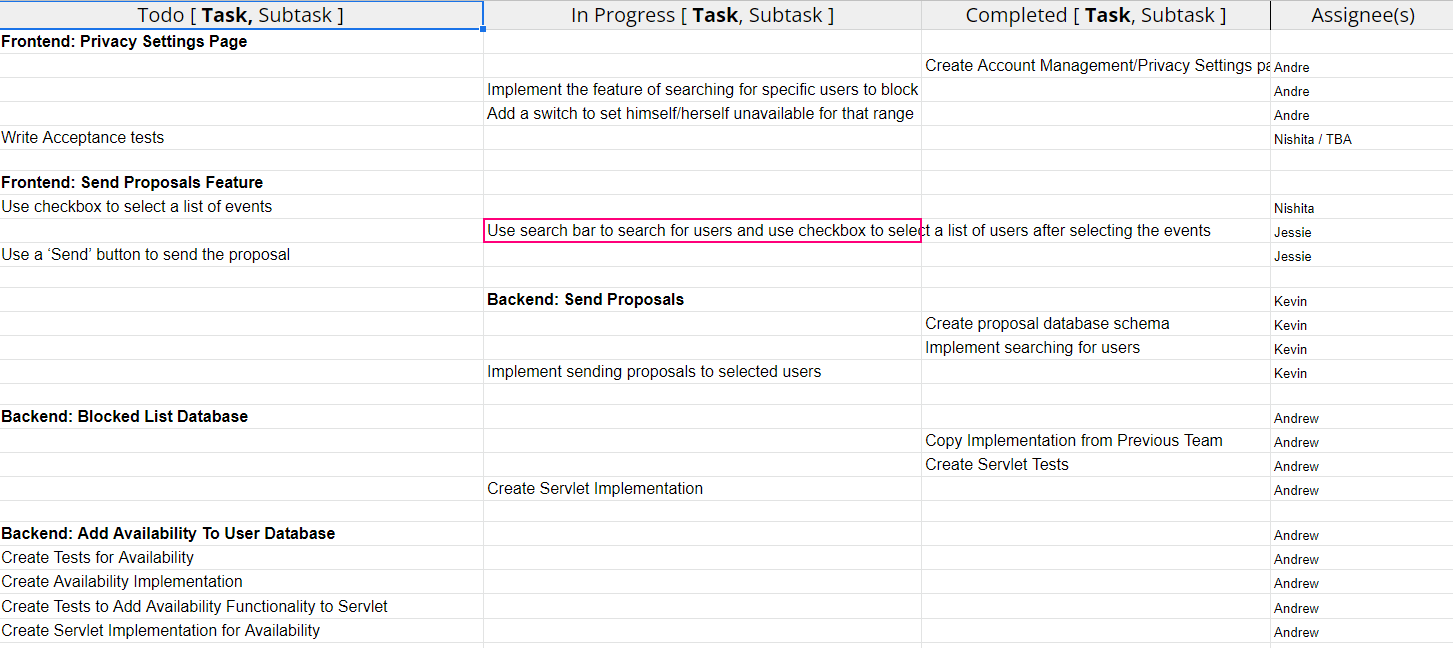 Todo [ Task, Subtask ] In Progress [ Task, Subtask ] Completed [ Task, Subtask ] Assignee(s)
Frontend: Privacy Settings Page
Create Account Management/Privacy Settings pa Andre
Implement the feature of searching for specific users to block Andre
Add a switch to set himself/herself unavailable for that range Andre
Write Acceptance tests Nishita / TBA
Frontend: Send Proposals Feature
Use checkbox to select a list of events Nishita
Use search bar to search for users and use checkbox to select a list of users after selecting the events Jessie
Use a ‘Send’ button to send the proposal Jessie
Backend: Send Proposals Kevin
Create proposal database schema Kevin
Implement searching for users Kevin
Implement sending proposals to selected users Kevin
Backend: Blocked List Database Andrew
Copy Implementation from Previous Team Andrew
Create Servlet Tests Andrew
Create Servlet Implementation Andrew
Backend: Add Availability To User Database Andrew
Create Tests for Availability Andrew
Create Availability Implementation Andrew
Create Tests to Add Availability Functionality to Servlet Andrew
Create Servlet Implementation for Availability Andrew